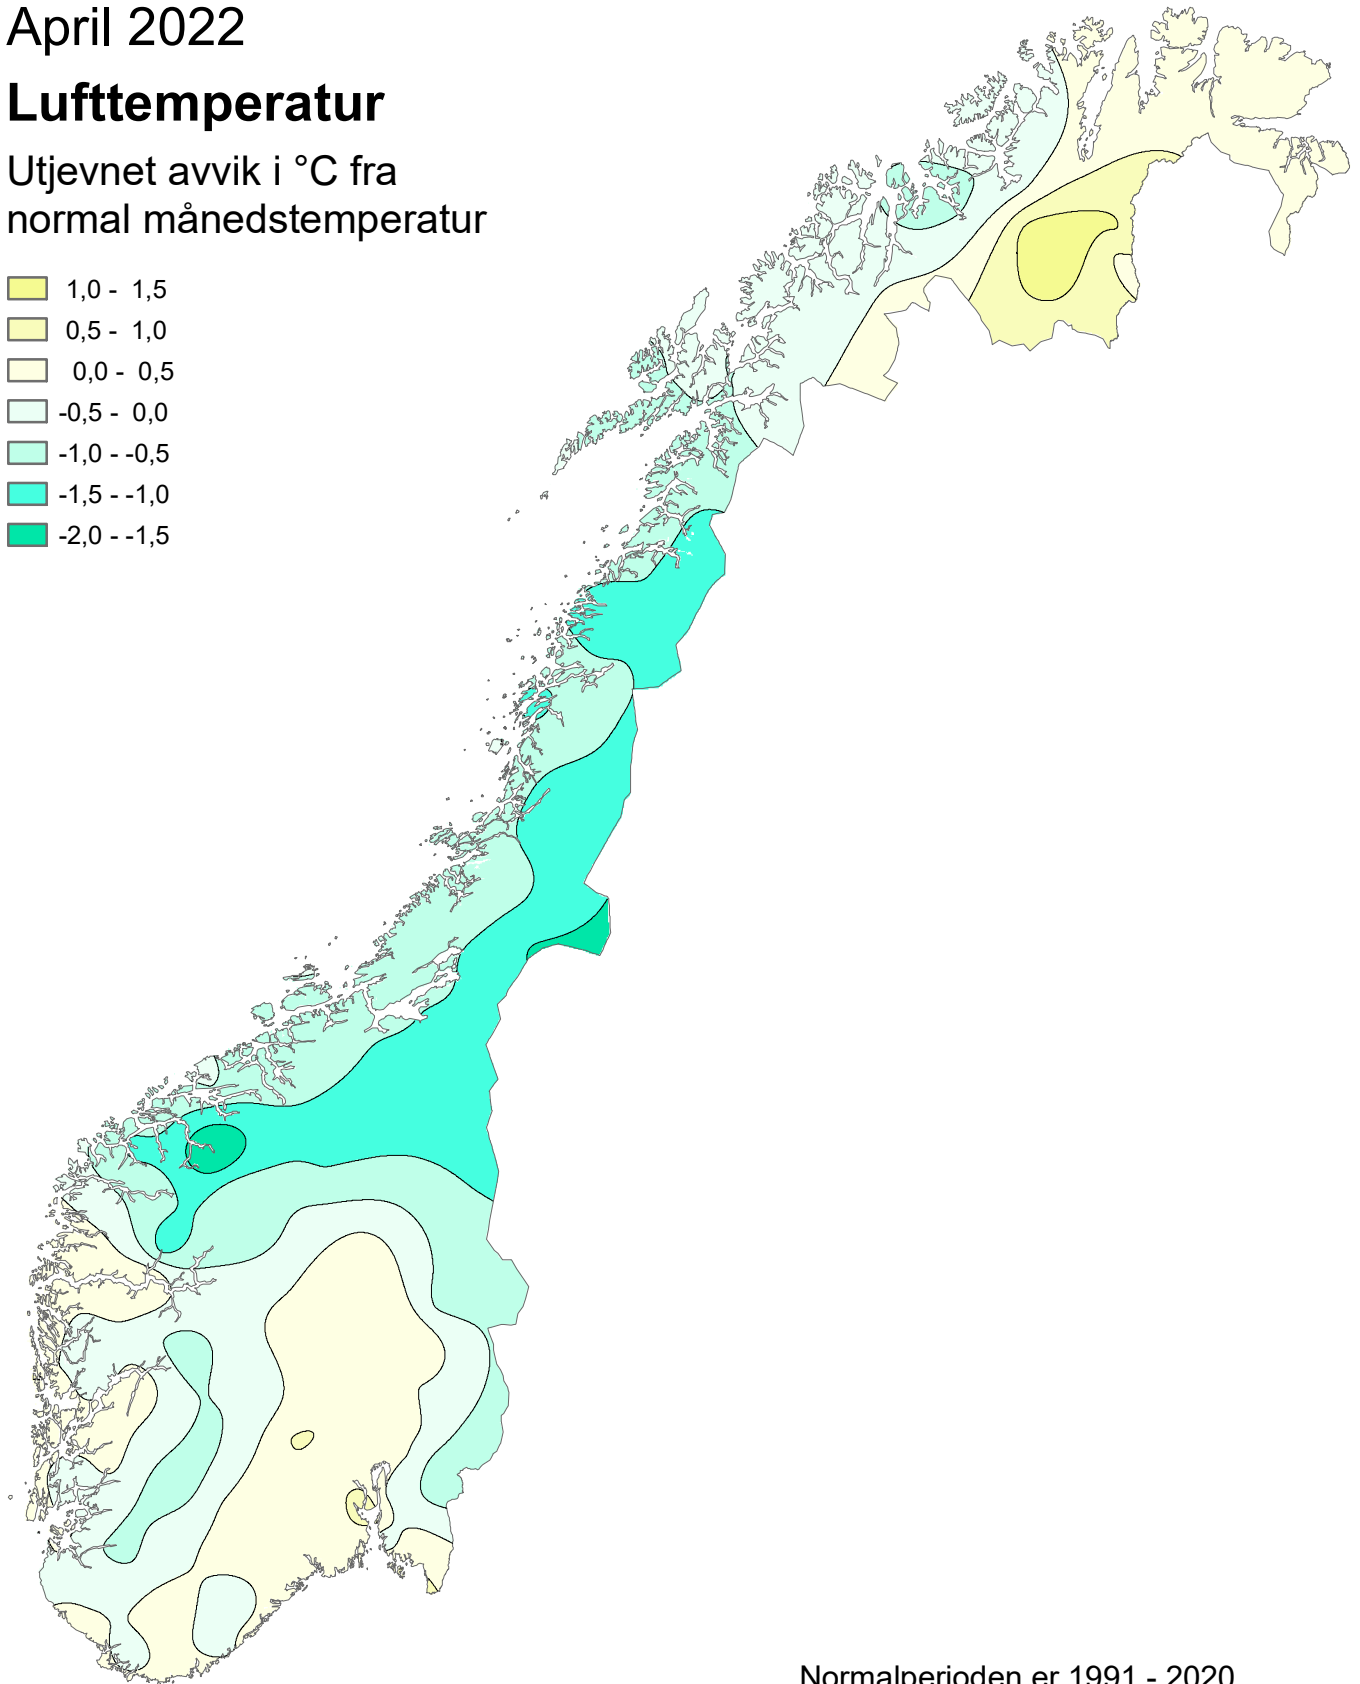 April 2022
Lufttemperatur
Utjevnet avvik i °C fra
normal månedstemperatur
1,0 - 1,5
0,5 - 1,0
0,0 - 0,5
-0,5 - 0,0
-1,0 - -0,5
-1,5 - -1,0
-2,0 - -1,5
Normalperioden er 1991 - 2020